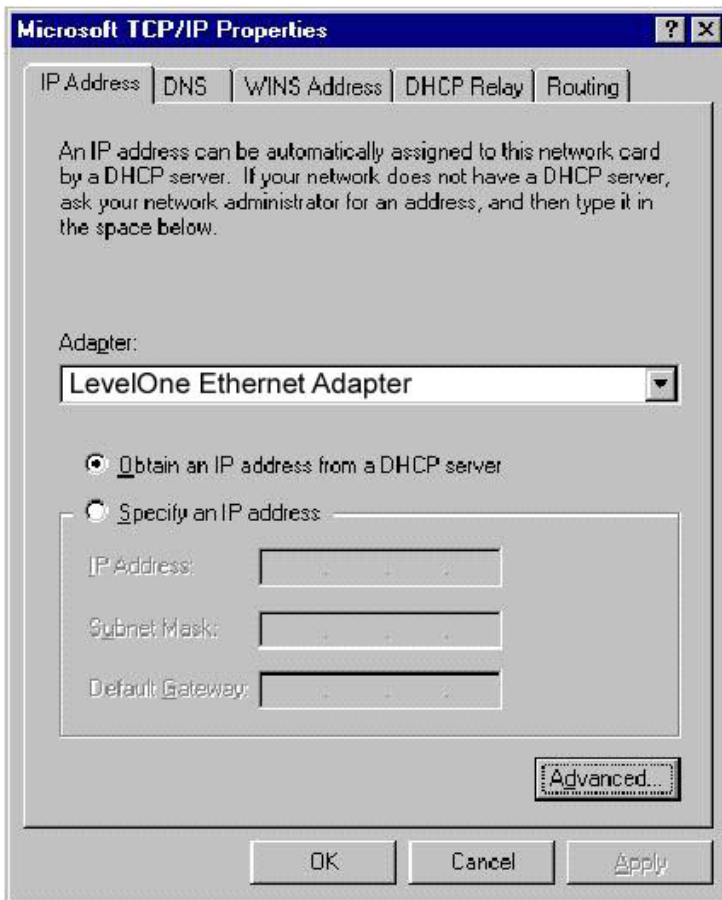 Microsoft TCP/IP Properties
IP Address
DNS
WINS Address
DHCP Relay
Routing
An IP address can be automatically assigned to this network card
by a DHCP server. If your network does not have a DHCP server,
ask your network administrator for an address, and then type it in
the space below.
Adapter:
LevelOne Ethernet Adapter
Obtain an IP address from a DHCP server
Specify an IP address
IP Address:
Subnet Mask:
Default Gateway:
Advanced...
OK
Cancel
Apply